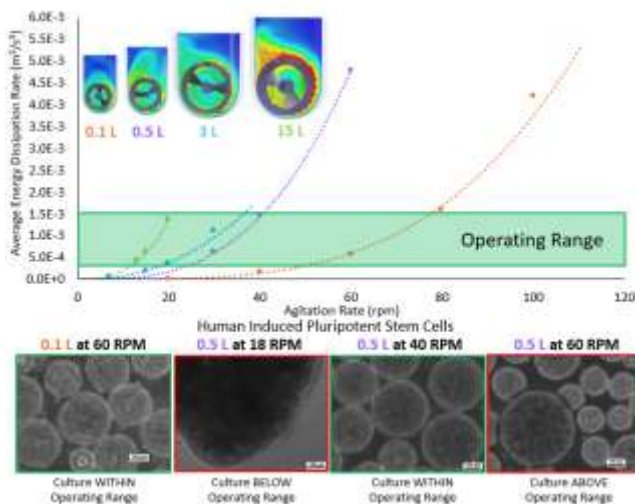 Average Energy Dissipation Rate (m²/s³)
6.0E-3
5.5E-3
5.0E-3
4.5E-3
4.0E-3
3.5E-3
3.0E-3
2.5E-3
2.0E-3
1.5E-3
1.0E-3
5.0E-4
0.0E+0
0.1 L 0.5 L 3 L 15 L
Operating Range
0 20 40 60 80 100 120
Agitation Rate (rpm)
Human Induced Pluripotent Stem Cells
0.1 L at 60 RPM 0.5 L at 18 RPM 0.5 L at 40 RPM 0.5 L at 60 RPM
Culture WITHIN Culture BELOW Culture WITHIN Culture ABOVE
Operating Range Operating Range Operating Range Operating Range